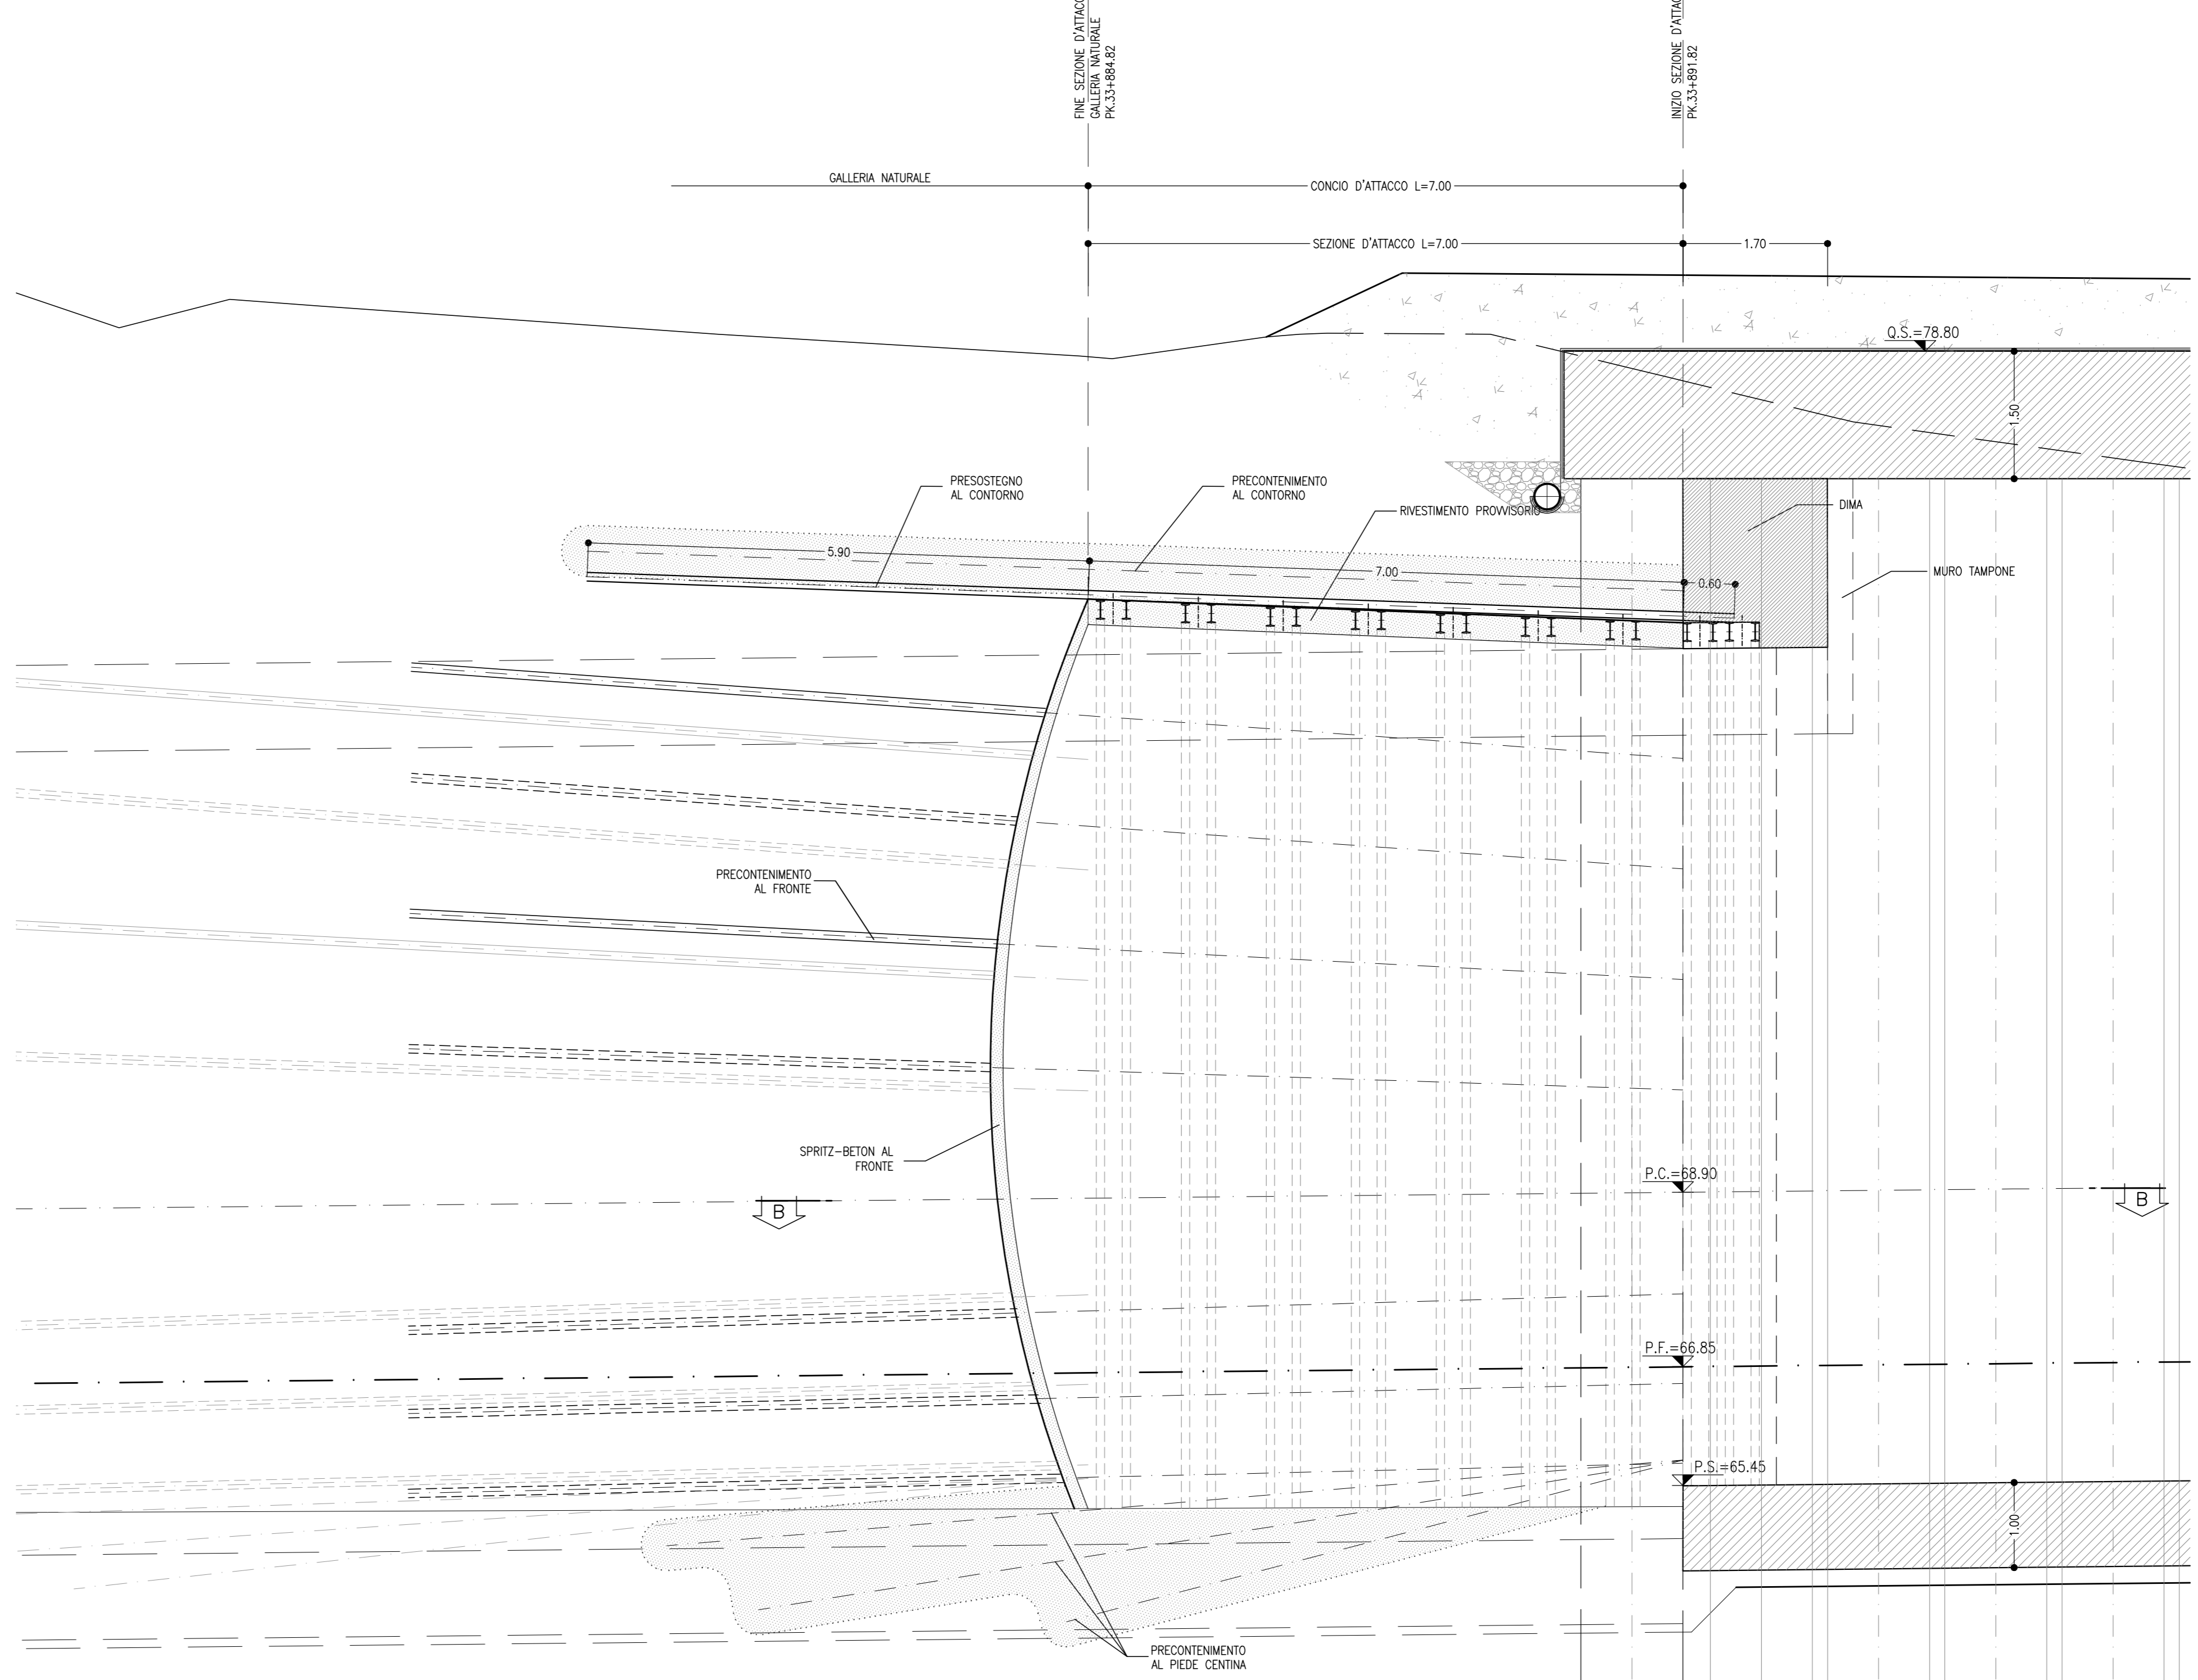 FINE SEZIONE D'ATTACCO
GALLERIA NATURALE
PK.33+884.82
INIZIO SEZIONE D'ATTACCO
PK.33+891.82
GALLERIA NATURALE
CONCIO D'ATTACCO L=7.00
SEZIONE D'ATTACCO L=7.00
1.70
Q.S.=78.80
1.50
PRESOSTEGNO
AL CONTORNO
PRECONTENIMENTO
AL CONTORNO
RIVESTIMENTO PROVVISORIO
DIMA
5.90
7.00
0.60
MURO TAMPONE
PRECONTENIMENTO
AL FRONTE
SPRITZ-BETON AL
FRONTE
P.C.=68.90
B
B
P.F.=66.85
P.S.=65.45
1.00
PRECONTENIMENTO
AL PIEDE CENTINA